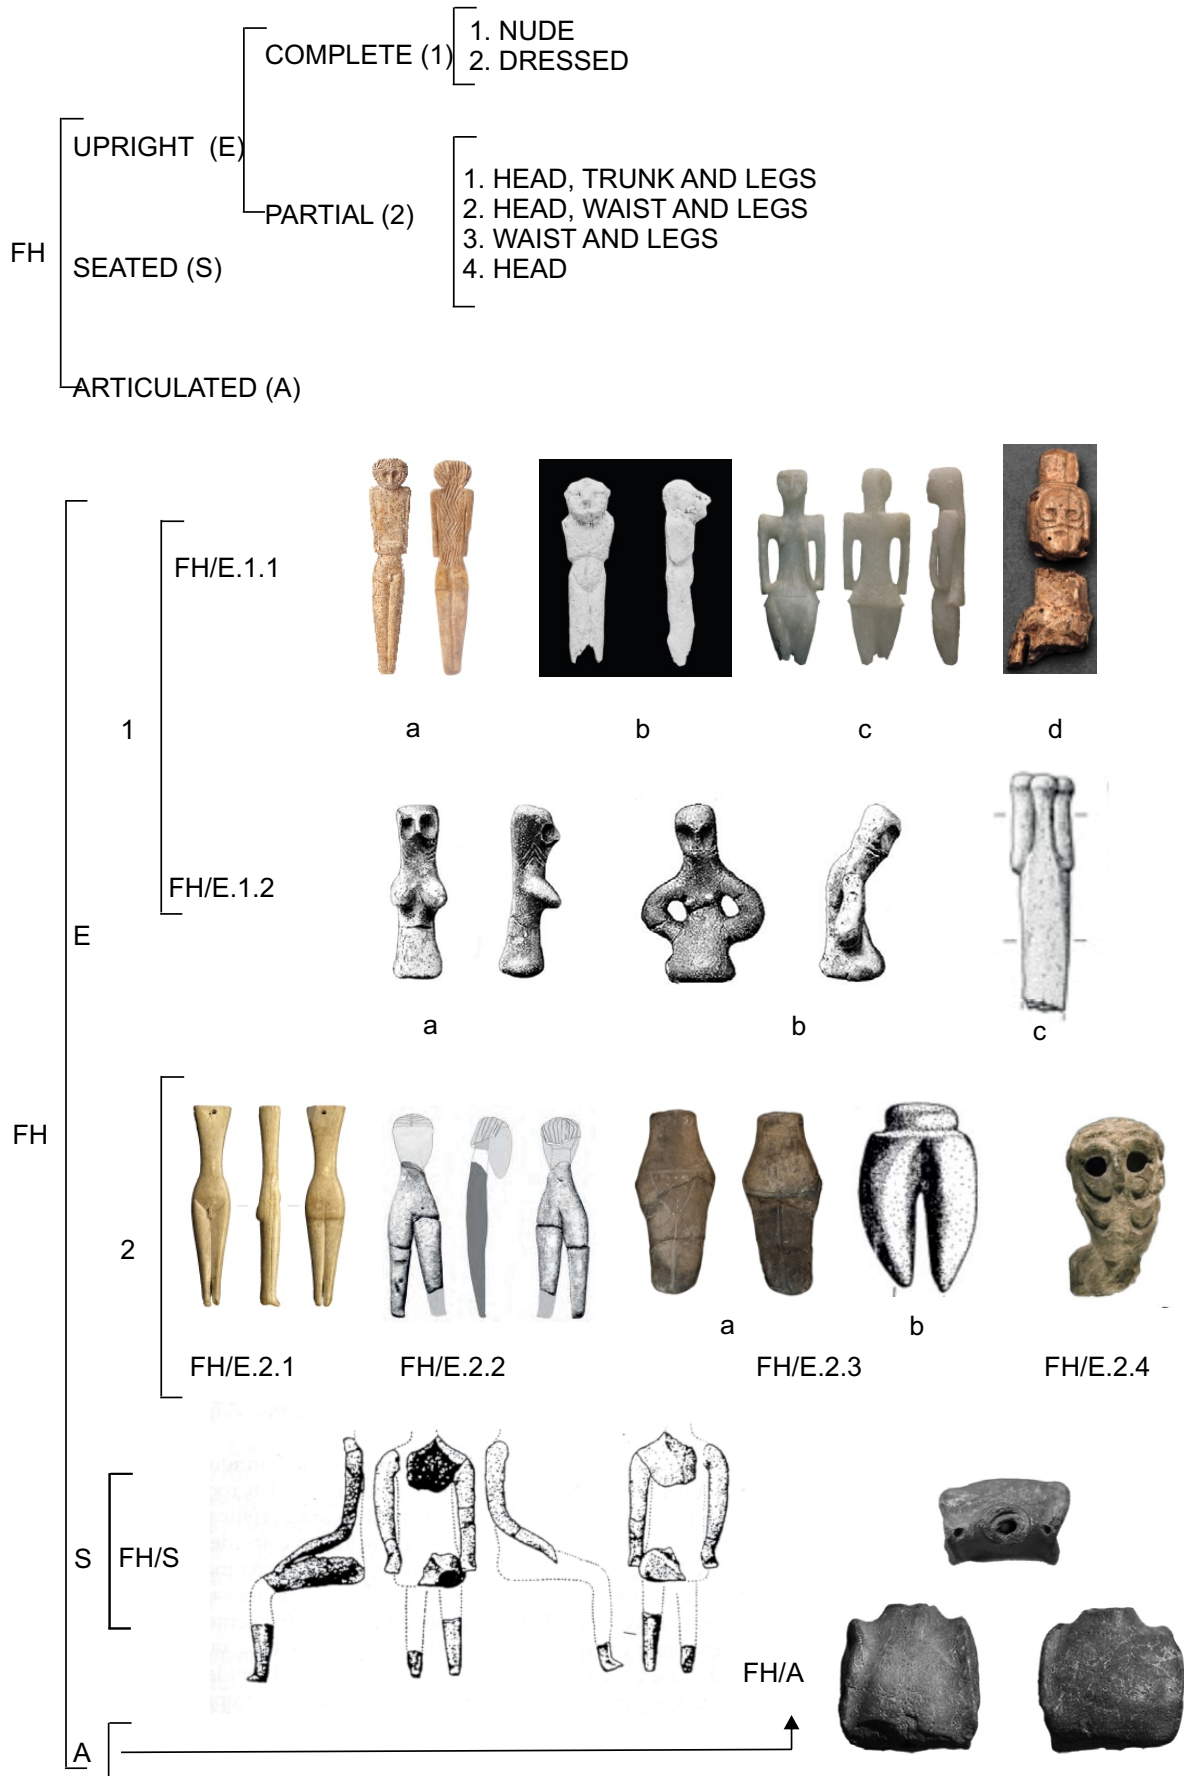 COMPLETE (1)
1. NUDE
2. DRESSED
UPRIGHT (E)
PARTIAL (2)
1. HEAD, TRUNK AND LEGS
2. HEAD, WAIST AND LEGS
3. WAIST AND LEGS
4. HEAD
FH
SEATED (S)
ARTICULATED (A)
FH/E.1.1
1
a b c d
FH/E.1.2
E
a b c
FH
2
a b
FH/E.2.1 FH/E.2.2 FH/E.2.3 FH/E.2.4
S FH/S
FH/A
A